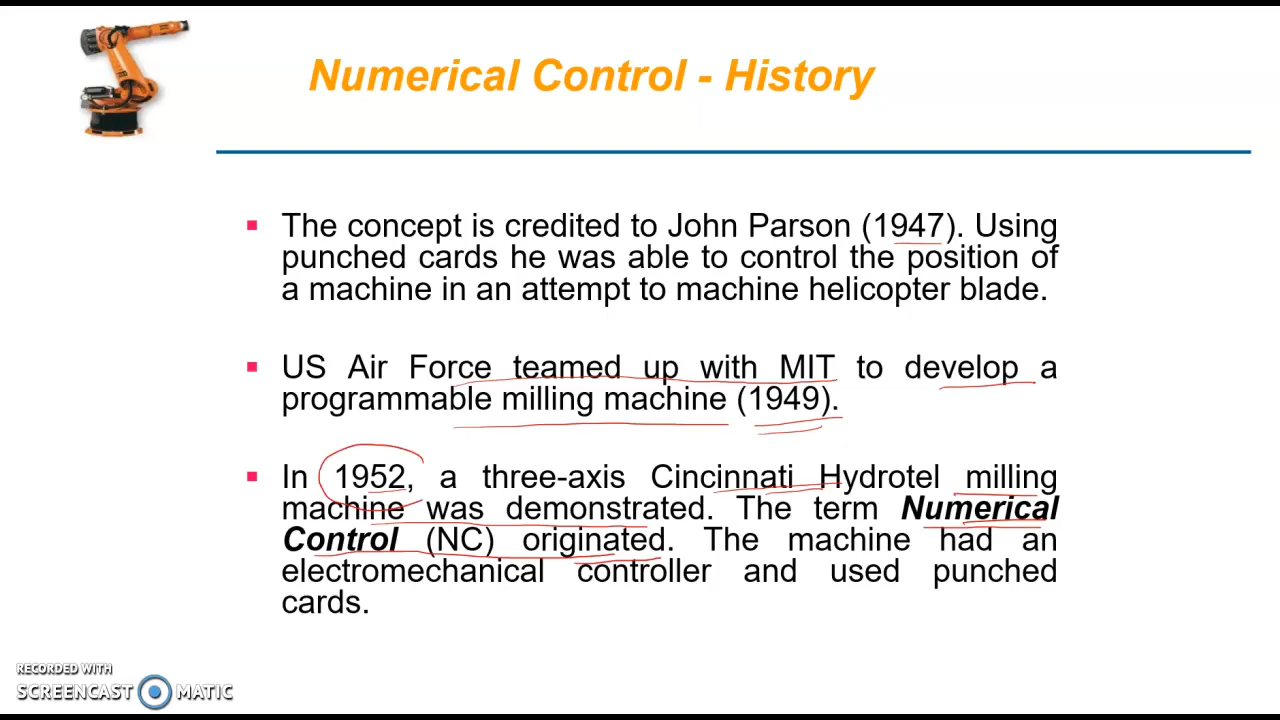 Numerical Control - History
The concept is credited to John Parson (1947). Using
punched cards he was able to control the position of
a machine in an attempt to machine helicopter blade.
US Air Force teamed up with MIT to develop a
programmable milling machine (1949).
In 1952, a three-axis Cincinnati Hydrotel milling
machine was demonstrated. The term Numerical
Control (NC) originated. The machine had an
electromechanical controller and used punched
cards.
RECORDED WITH
SCREENCAST MATIC